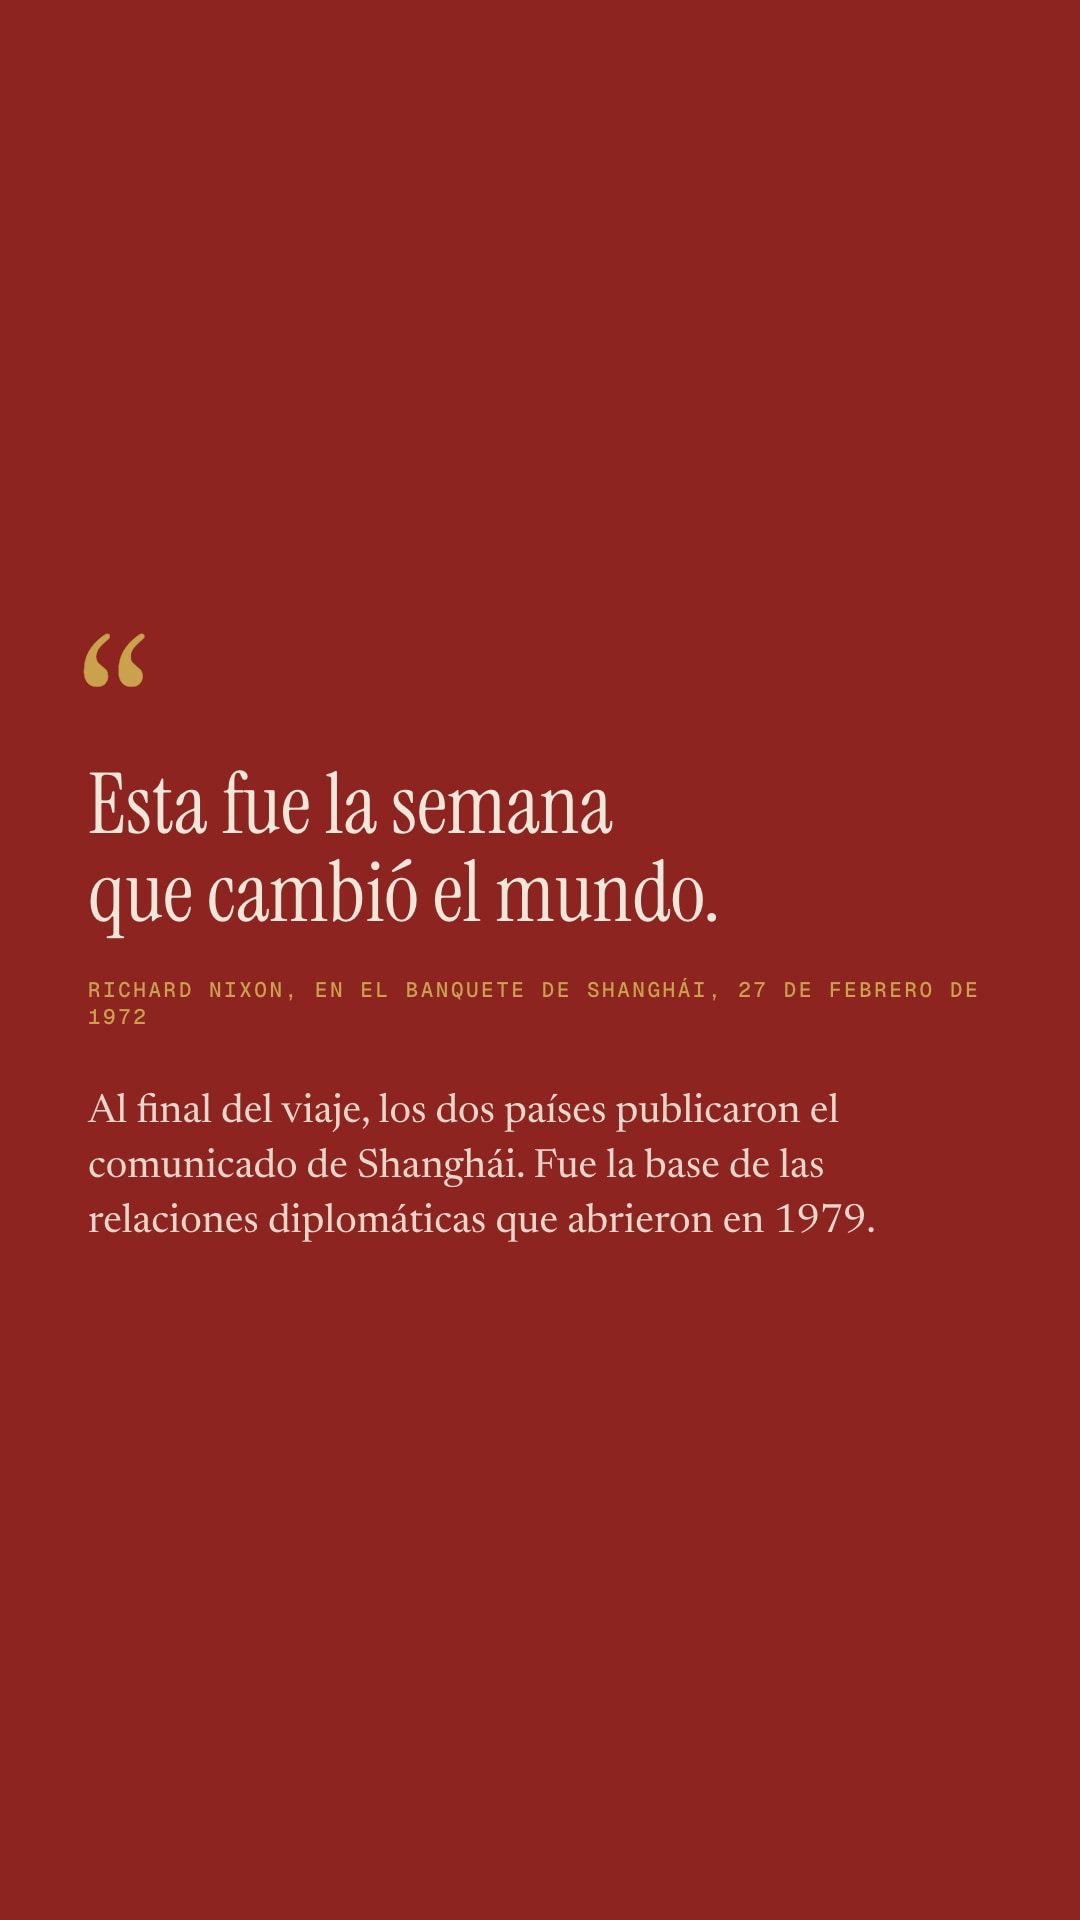 “
Esta fue la semana
que cambió el mundo.
RICHARD NIXON, EN EL BANQUETE DE SHANGHÁI, 27 DE FEBRERO DE
1972
Al final del viaje, los dos países publicaron el
comunicado de Shanghái. Fue la base de las
relaciones diplomáticas que abrieron en 1979.